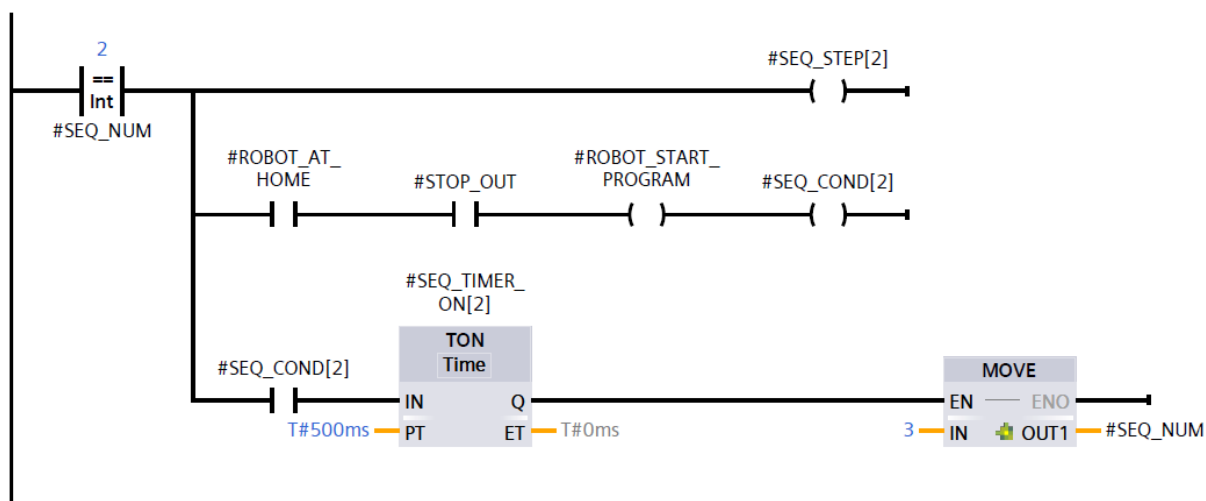 2
==
Int
#SEQ_NUM
#SEQ_STEP[2]
#ROBOT_AT_
HOME
#STOP_OUT
#ROBOT_START_
PROGRAM
#SEQ_COND[2]
#SEQ_TIMER_
ON[2]
TON
Time
#SEQ_COND[2]
IN
Q
T#500ms
PT
ET
T#0ms
MOVE
EN
ENO
3
IN
OUT1
#SEQ_NUM